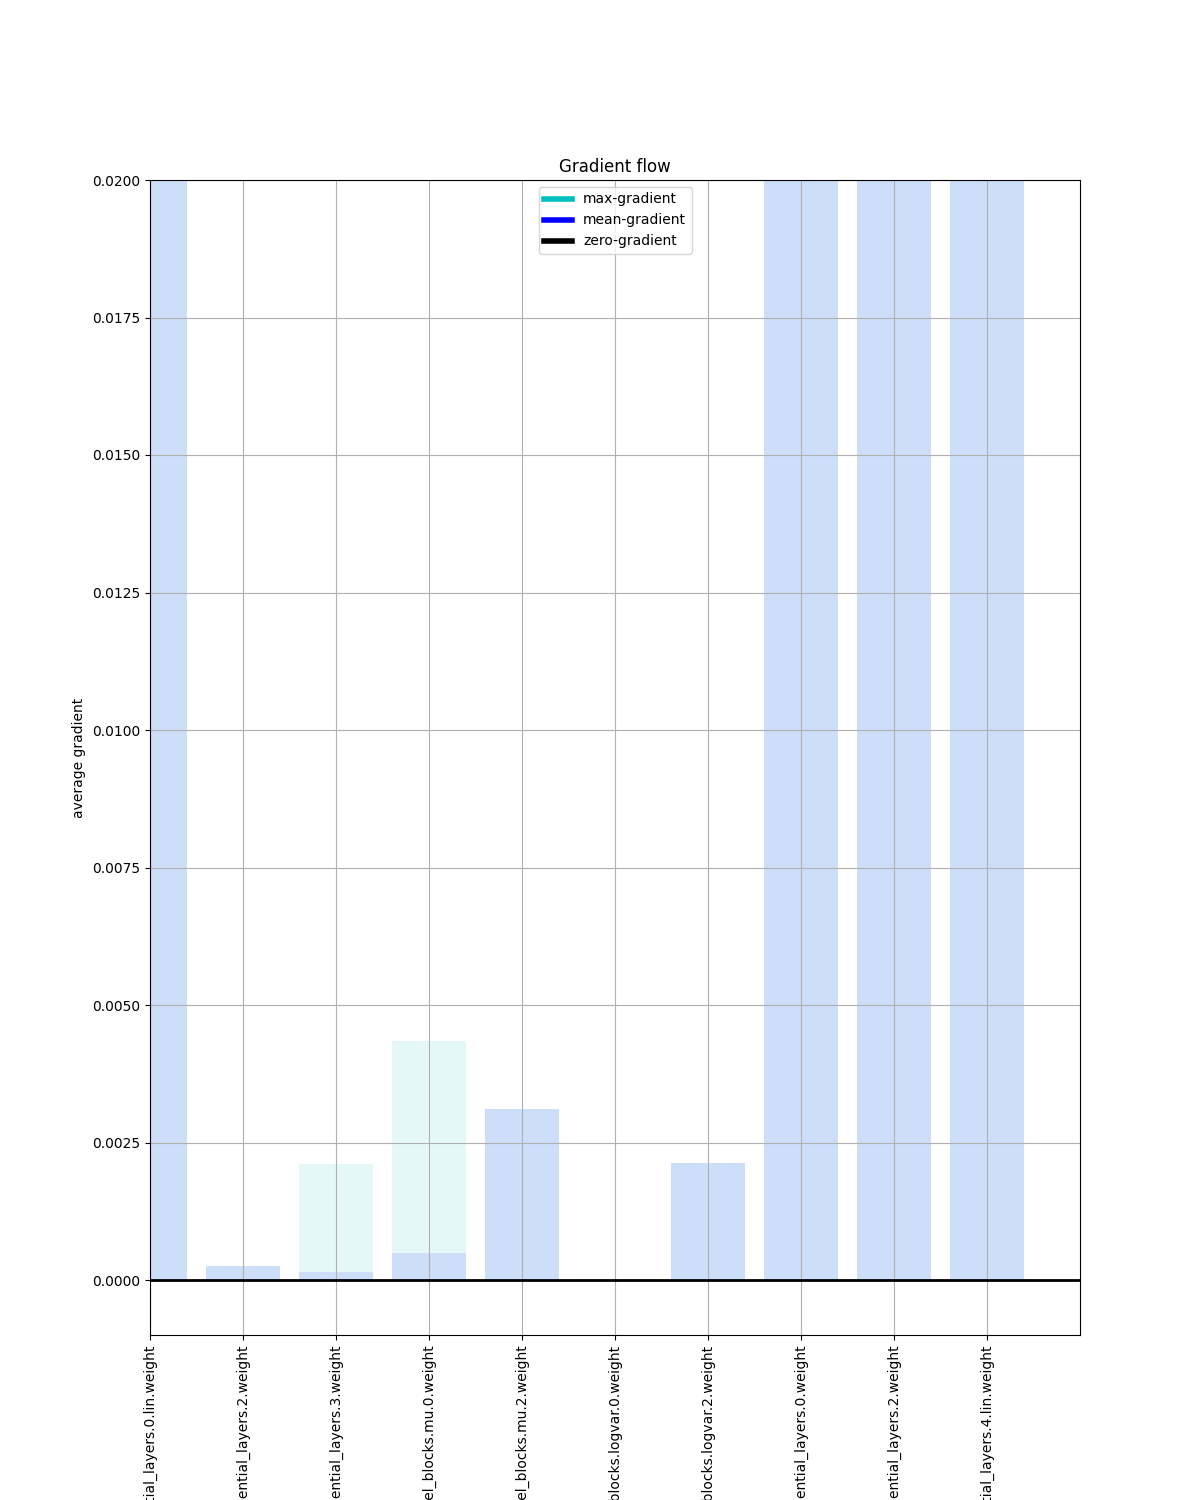 Gradient flow
max-gradient
mean-gradient
zero-gradient
average gradient
0.0200
0.0175
0.0150
0.0125
0.0100
0.0075
0.0050
0.0025
0.0000
tial_layers.0.lin.weight
ential_layers.2.weight
ential_layers.3.weight
el_blocks.mu.0.weight
el_blocks.mu.2.weight
blocks.logvar.0.weight
blocks.logvar.2.weight
ential_layers.0.weight
ential_layers.2.weight
tial_layers.4.lin.weight